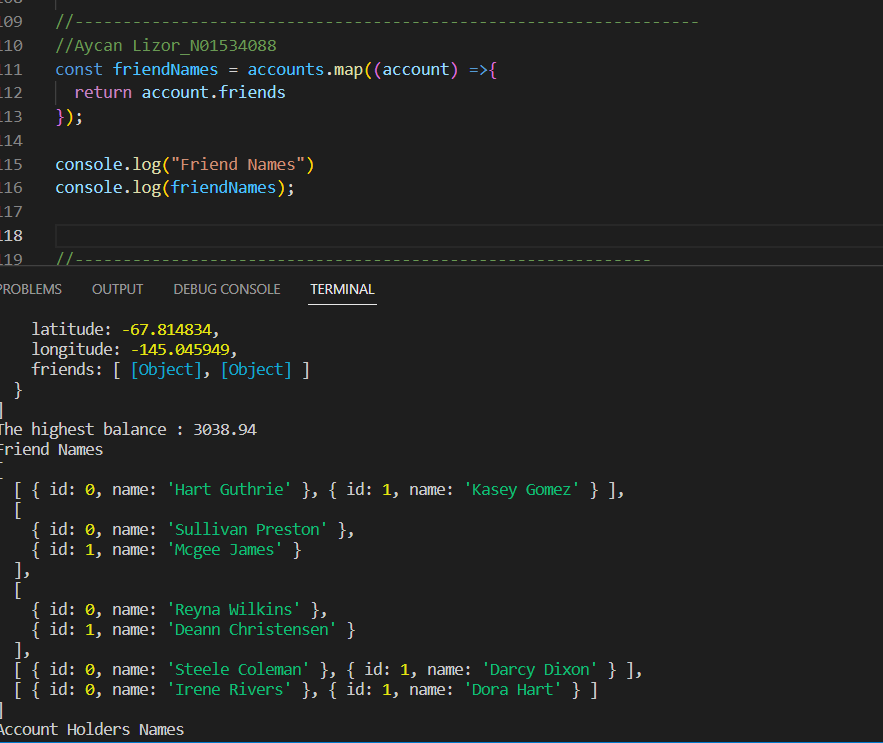 109 //-----------------------------------------------------------------
110 //Aycan Lizor_N01534088
111 const friendNames = accounts.map((account) =>{
112 return account.friends
113 });
114
115 console.log("Friend Names")
116 console.log(friendNames);
117
118
119 //------------------------------------------------------------
PROBLEMS OUTPUT DEBUG CONSOLE TERMINAL
latitude: -67.814834,
longitude: -145.045949,
friends: [ [Object], [Object] ]
}
]
The highest balance : 3038.94
Friend Names
[
[ { id: 0, name: 'Hart Guthrie' }, { id: 1, name: 'Kasey Gomez' } ],
[
{ id: 0, name: 'Sullivan Preston' },
{ id: 1, name: 'Mcgee James' }
],
[
{ id: 0, name: 'Reyna Wilkins' },
{ id: 1, name: 'Deann Christensen' }
],
[ { id: 0, name: 'Steele Coleman' }, { id: 1, name: 'Darcy Dixon' } ],
[ { id: 0, name: 'Irene Rivers' }, { id: 1, name: 'Dora Hart' } ]
]
Account Holders Names